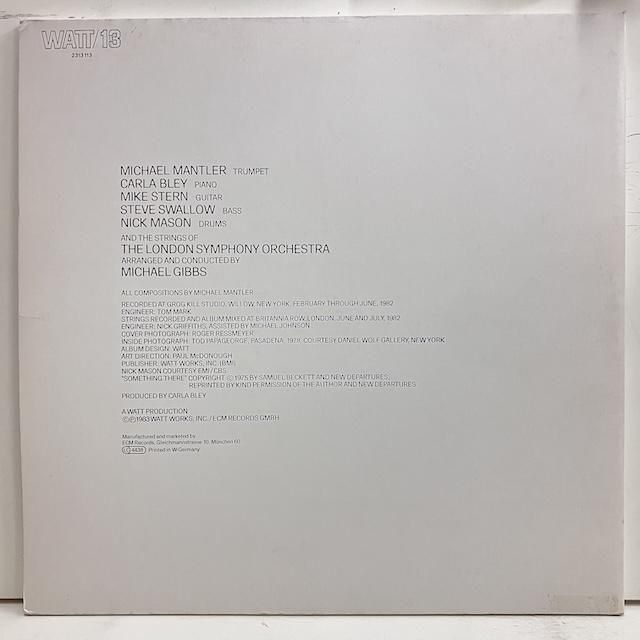 WATT/13
2313 113
MICHAEL MANTLER TRUMPET
CARLA BLEY PIANO
MIKE STERN GUITAR
STEVE SWALLOW BASS
NICK MASON DRUMS
AND THE STRINGS OF
THE LONDON SYMPHONY ORCHESTRA
ARRANGED AND CONDUCTED BY
MICHAEL GIBBS
ALL COMPOSITIONS BY MICHAEL MANTLER
RECORDED AT GROG KILL STUDIO, WILLOW, NEW YORK, FEBRUARY THROUGH JUNE, 1982
ENGINEER: TOM MARK
STRINGS RECORDED AND ALBUM MIXED AT BRITANNIA ROW, LONDON, JUNE AND JULY, 1982
ENGINEER: NICK GRIFFITHS, ASSISTED BY MICHAEL JOHNSON
COVER PHOTOGRAPH: ROGER RESSMEYER
INSIDE PHOTOGRAPH: TOD PAPAGEORGE, PASADENA, 1978. COURTESY DANIEL WOLF GALLERY, NEW YORK
ALBUM DESIGN: WATT
ART DIRECTION: PAUL McDONOUGH
PUBLISHER: WATT WORKS, INC. (BMI)
NICK MASON COURTESY EMI/CBS
"SOMETHING THERE" COPYRIGHT © 1975 BY SAMUEL BECKETT AND NEW DEPARTURES;
REPRINTED BY KIND PERMISSION OF THE AUTHOR AND NEW DEPARTURES
PRODUCED BY CARLA BLEY
A WATT PRODUCTION
©℗1983 WATT WORKS, INC./ECM RECORDS GMBH
Manufactured and marketed by
ECM Records, Gleichmannstrasse 10, München 60
LC 4438 Printed in W-Germany